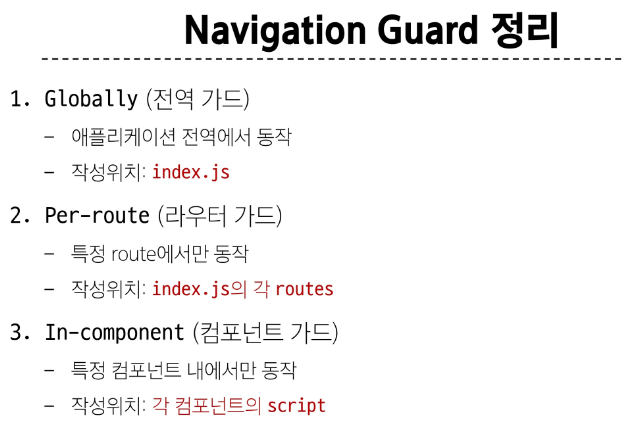 Navigation Guard 정리
1. Globally (전역 가드)
– 애플리케이션 전역에서 동작
– 작성위치: index.js
2. Per-route (라우터 가드)
– 특정 route에서만 동작
– 작성위치: index.js의 각 routes
3. In-component (컴포넌트 가드)
– 특정 컴포넌트 내에서만 동작
– 작성위치: 각 컴포넌트의 script